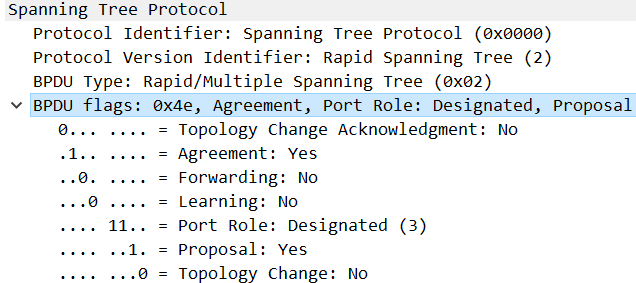 Spanning Tree Protocol
Protocol Identifier: Spanning Tree Protocol (0x0000)
Protocol Version Identifier: Rapid Spanning Tree (2)
BPDU Type: Rapid/Multiple Spanning Tree (0x02)
BPDU flags: 0x4e, Agreement, Port Role: Designated, Proposal
0... .... = Topology Change Acknowledgment: No
.1.. .... = Agreement: Yes
..0. .... = Forwarding: No
...0 .... = Learning: No
.... 11.. = Port Role: Designated (3)
.... ..1. = Proposal: Yes
.... ...0 = Topology Change: No